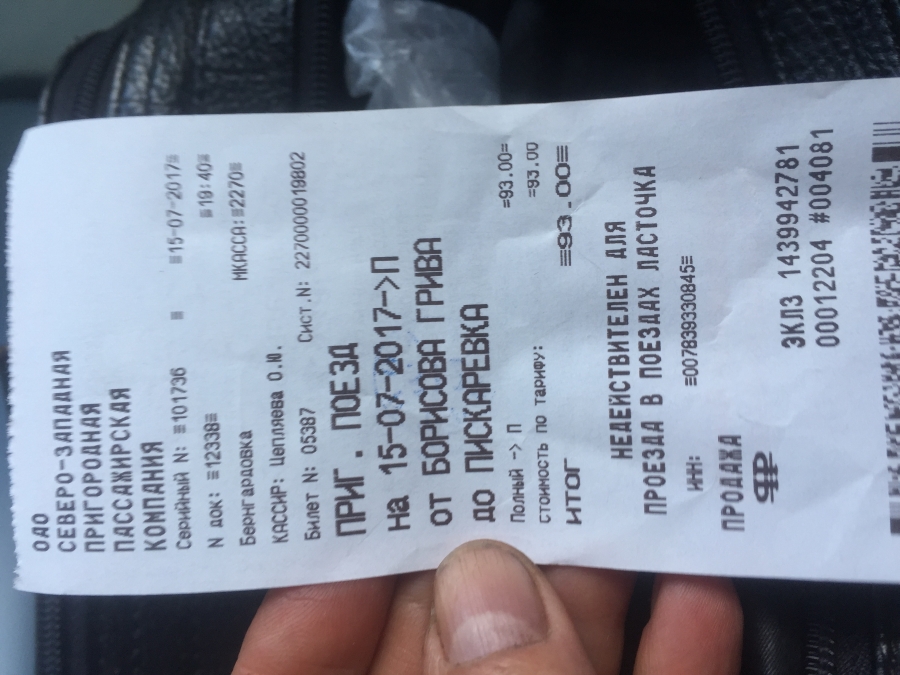 ОАО
СЕВЕРО-ЗАПАДНАЯ
ПРИГОРОДНАЯ
ПАССАЖИРСКАЯ
КОМПАНИЯ
Серийный N: ≡101736 ≡ ≡15-07-2017≡
N док: ≡12338≡ ≡19:40≡
Бернгардовка МКАССА:≡2270≡
КАССИР: Цепляева О.Ю.
Билет N: 05387 Сист.N: 2270000019802
ПРИГ. ПОЕЗД
на 15-07-2017->П
от БОРИСОВА ГРИВА
до ПИСКАРЕВКА
Полный -> П =93.00=
стоимость по тарифу: =93.00
ИТОГ ≡93.00≡
НЕДЕЙСТВИТЕЛЕН ДЛЯ
ПРОЕЗДА В ПОЕЗДАХ ЛАСТОЧКА
ИНН: ≡007839330845≡
ПРОДАЖА
ЭКЛЗ 1439942781
00012204 #004081